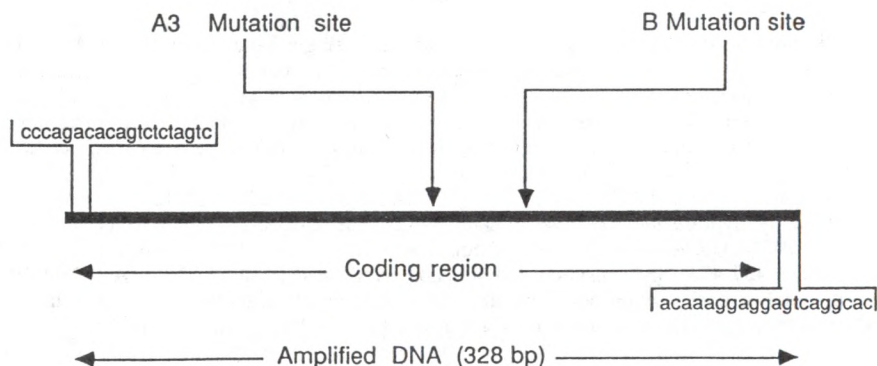 A3 Mutation site
B Mutation site
cccagacacagtctctagtc
Coding region
acaaaggaggagtcaggcac
Amplified DNA (328 bp)